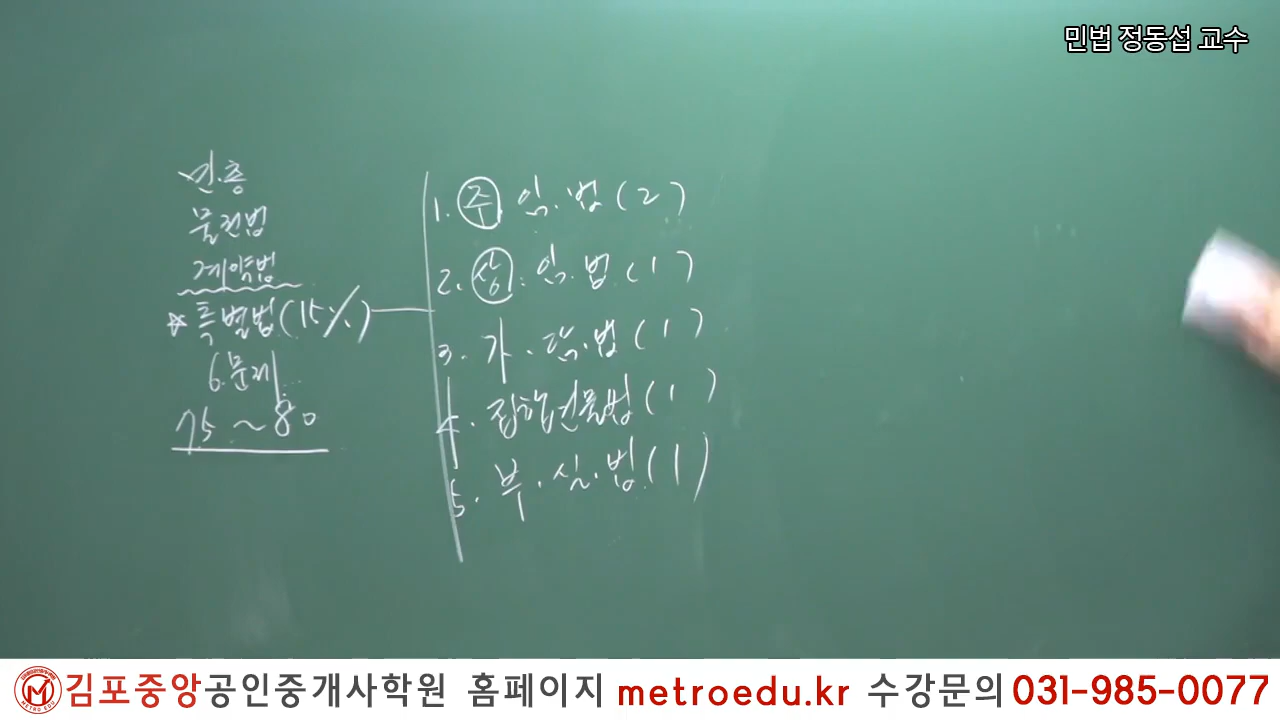 민법 정동섭 교수
민.총
물권법
계약법
☆ 특별법(15%)
6문제
75 ~ 80
1. 주 임.법 (2)
2. 상. 임.법 (1)
3. 가.담.법 (1)
4. 집합건물법 (1)
5. 부.실.법 (1)
METRO EDU
김포중앙공인중개사학원 홈페이지 metroedu.kr 수강문의 031-985-0077